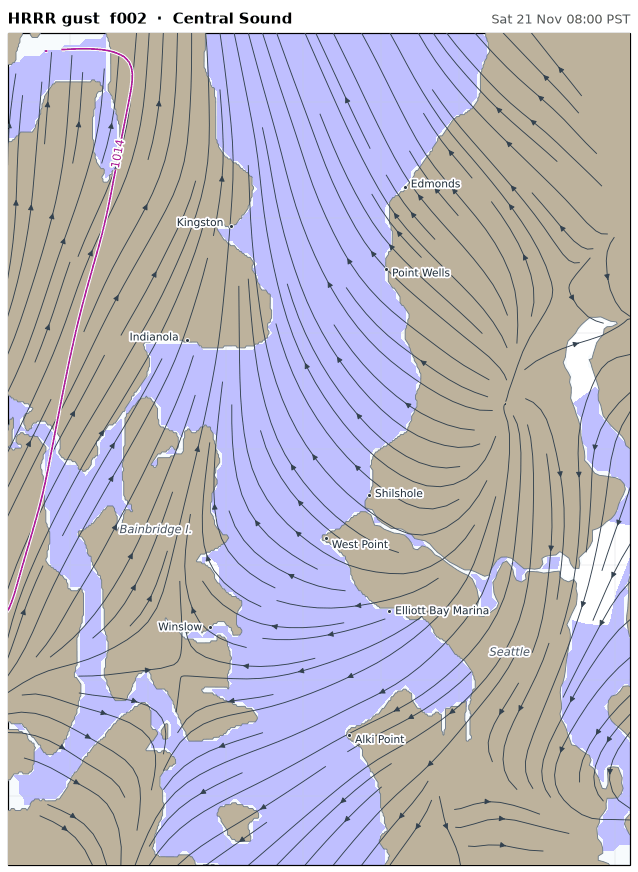 HRRR gust f002 · Central Sound
Sat 21 Nov 08:00 PST
1014
Edmonds
Kingston
Point Wells
Indianola
Shilshole
Bainbridge I.
West Point
Elliott Bay Marina
Winslow
Seattle
Alki Point